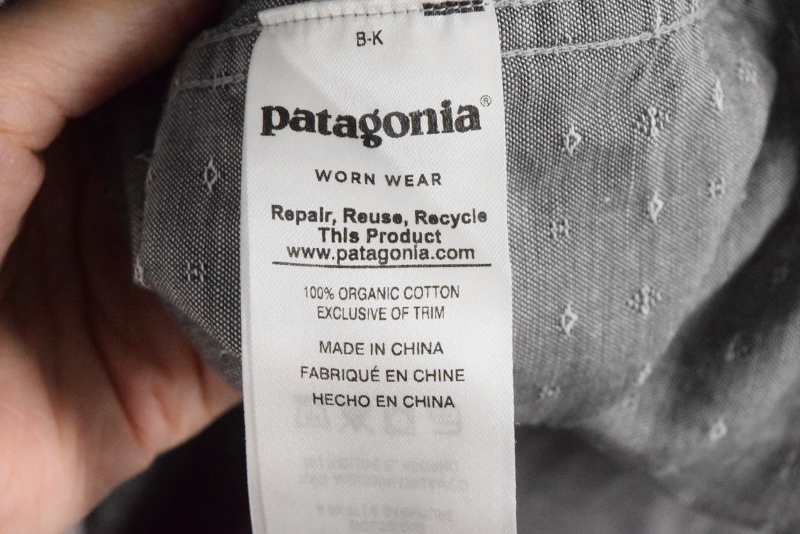 B-K
patagonia®
WORN WEAR
Repair, Reuse, Recycle
This Product
www.patagonia.com
100% ORGANIC COTTON
EXCLUSIVE OF TRIM
MADE IN CHINA
FABRIQUÉ EN CHINE
HECHO EN CHINA